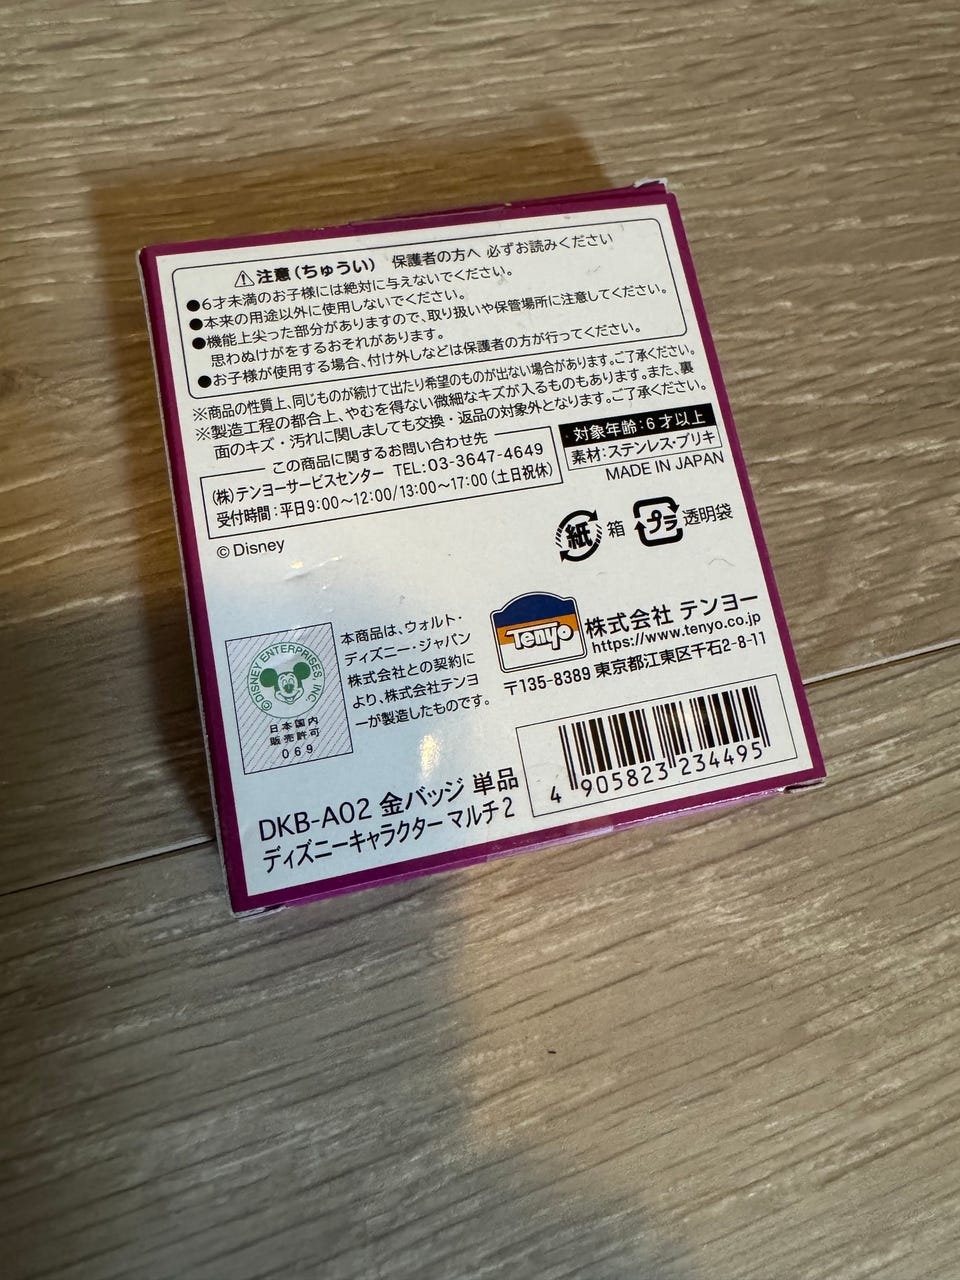 ⚠注意(ちゅうい) 保護者の方へ 必ずお読みください
●6才未満のお子様には絶対に与えないでください。
●本来の用途以外に使用しないでください。
●機能上尖った部分がありますので、取り扱いや保管場所に注意してください。
思わぬけがをするおそれがあります。
●お子様が使用する場合、付け外しなどは保護者の方が行ってください。
※商品の性質上、同じものが続けて出たり希望のものが出ない場合があります。ご了承ください。
※製造工程の都合上、やむを得ない微細なキズが入るものもあります。また、裏
面のキズ・汚れに関しましても交換・返品の対象外となります。ご了承ください。
この商品に関するお問い合わせ先
(株)テンヨーサービスセンター TEL:03-3647-4649
受付時間:平日9:00～12:00/13:00～17:00(土日祝休)
対象年齢:6才以上
素材:ステンレス・ブリキ
MADE IN JAPAN
©Disney
紙 箱 プラ 透明袋
©DISNEY ENTERPRISES, INC.
日本国内
販売許可
069
本商品は、ウォルト・
ディズニー・ジャパン
株式会社との契約に
より、株式会社テンヨ
ーが製造したものです。
Tenyo
株式会社 テンヨー
https://www.tenyo.co.jp
〒135-8389 東京都江東区千石2-8-11
DKB-A02 金バッジ 単品
ディズニーキャラクター マルチ2
4 905823 234495